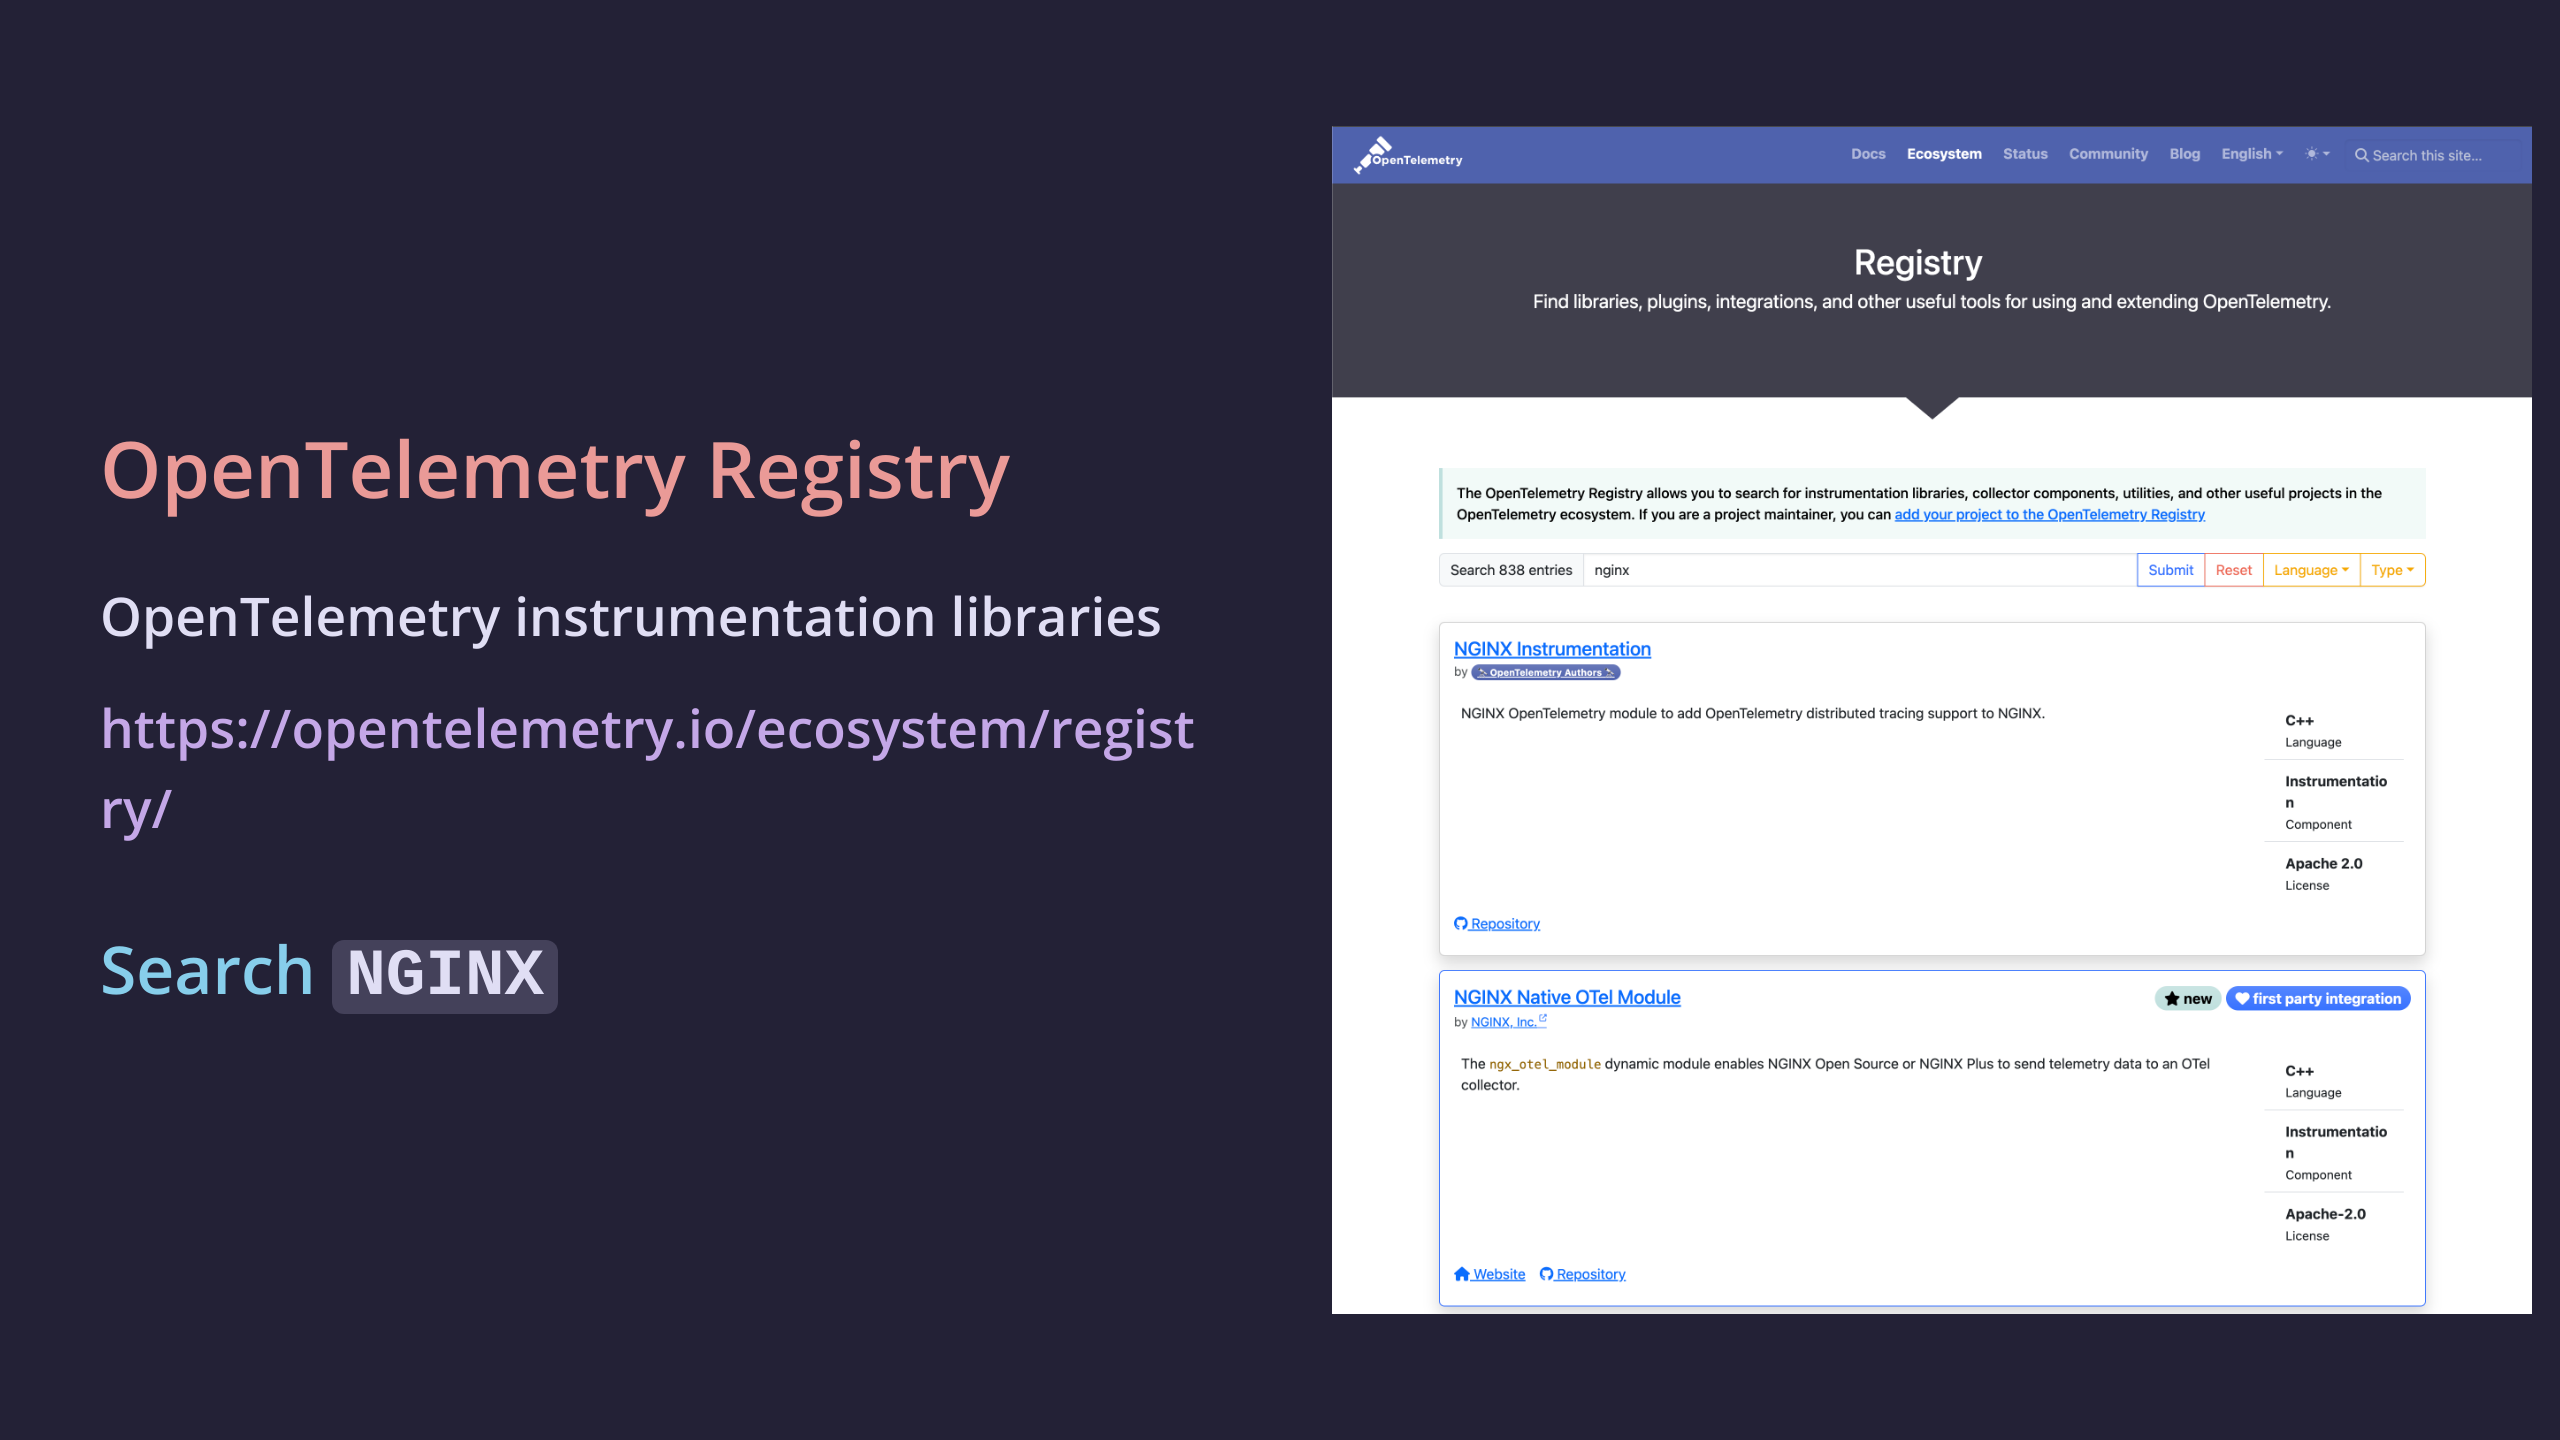 OpenTelemetry Registry
OpenTelemetry instrumentation libraries
https://opentelemetry.io/ecosystem/regist
ry/
Search NGINX
OpenTelemetry
Docs Ecosystem Status Community Blog English Search this site...
Registry
Find libraries, plugins, integrations, and other useful tools for using and extending OpenTelemetry.
The OpenTelemetry Registry allows you to search for instrumentation libraries, collector components, utilities, and other useful projects in the
OpenTelemetry ecosystem. If you are a project maintainer, you can add your project to the OpenTelemetry Registry
Search 838 entries nginx Submit Reset Language Type
NGINX Instrumentation
by OpenTelemetry Authors
NGINX OpenTelemetry module to add OpenTelemetry distributed tracing support to NGINX.
C++
Language
Instrumentatio
n
Component
Apache 2.0
License
Repository
NGINX Native OTel Module new first party integration
by NGINX, Inc.
The ngx_otel_module dynamic module enables NGINX Open Source or NGINX Plus to send telemetry data to an OTel
collector.
C++
Language
Instrumentatio
n
Component
Apache-2.0
License
Website Repository